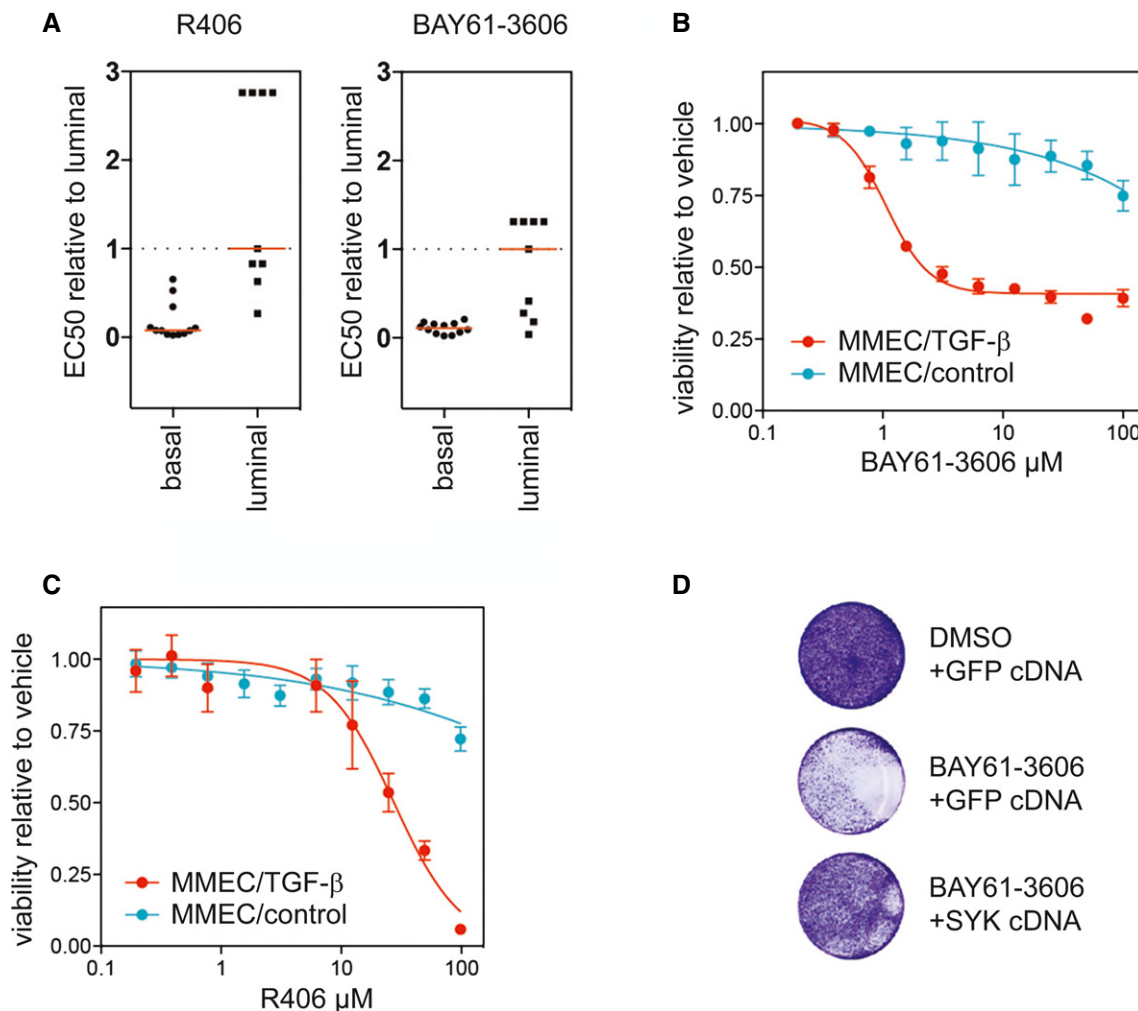 A
R406
BAY61-3606
EC50 relative to luminal
3
2
1
0
basal
luminal
EC50 relative to luminal
3
2
1
0
basal
luminal
B
viability relative to vehicle
1.00
0.75
0.50
0.25
0.00
MMEC/TGF-β
MMEC/control
0.1
1
10
100
BAY61-3606 µM
C
viability relative to vehicle
1.00
0.75
0.50
0.25
0.00
MMEC/TGF-β
MMEC/control
0.1
1
10
100
R406 µM
D
DMSO
+GFP cDNA
BAY61-3606
+GFP cDNA
BAY61-3606
+SYK cDNA